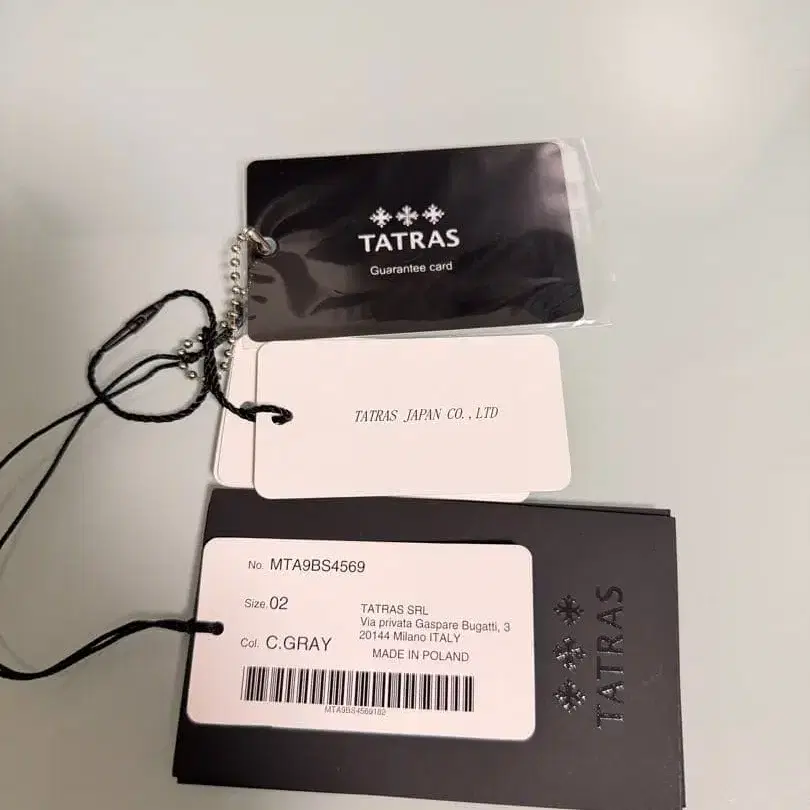 TATRAS
Guarantee card
TATRAS JAPAN CO.,LTD
No. MTA9BS4569
Size.02
Col. C.GRAY
TATRAS SRL
Via privata Gaspare Bugatti, 3
20144 Milano ITALY
MADE IN POLAND
MTA9BS4569182
TATRAS